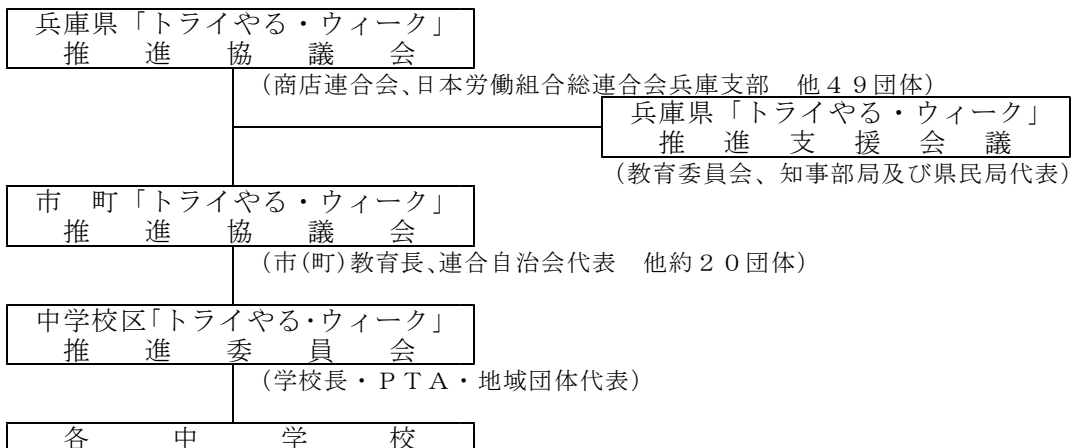 兵庫県「トライやる・ウィーク」
推進協議会
(商店連合会、日本労働組合総連合会兵庫支部 他49団体)
兵庫県「トライやる・ウィーク」
推進支援会議
(教育委員会、知事部局及び県民局代表)
市 町「トライやる・ウィーク」
推進協議会
(市(町)教育長、連合自治会代表 他約20団体)
中学校区「トライやる・ウィーク」
推進委員会
(学校長・PTA・地域団体代表)
各中学校